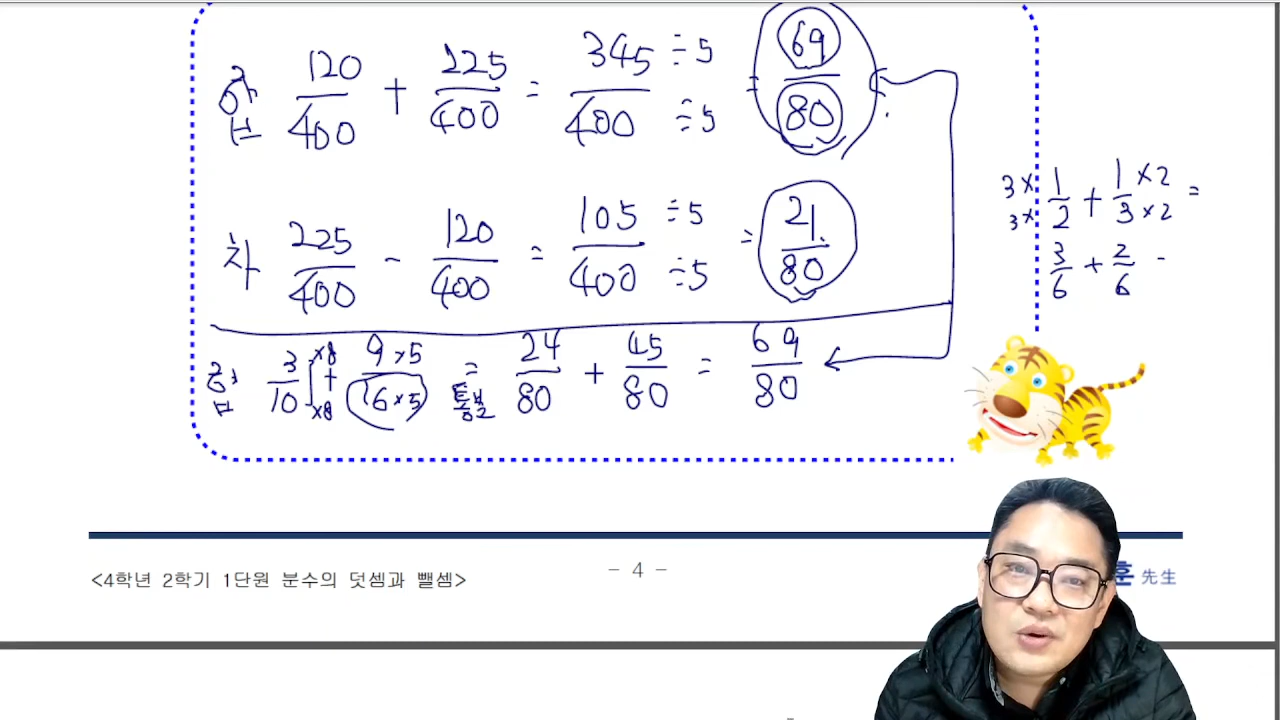 합 120/400 + 225/400 = 345÷5/400÷5 = 69/80
3× 1/3× 2 + 1×2/3×2 =
3/6 + 2/6 -
차 225/400 - 120/400 = 105÷5/400÷5 = 21/80
합 3×8/10×8 + 9×5/16×5 = 통분 24/80 + 45/80 = 69/80
<4학년 2학기 1단원 분수의 덧셈과 뺄셈>
- 4 -
훈 先生